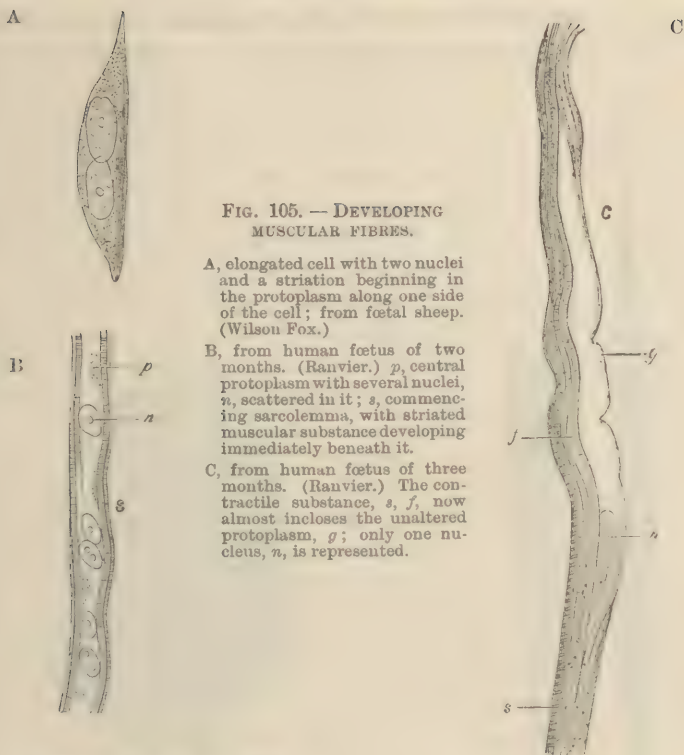 A
C
FIG. 105. — DEVELOPING
MUSCULAR FIBRES.
A, elongated cell with two nuclei
and a striation beginning in
the protoplasm along one side
of the cell; from fœtal sheep.
(Wilson Fox.)
B, from human fœtus of two
months. (Ranvier.) p, central
protoplasm with several nuclei,
n, scattered in it; s, commenc-
ing sarcolemma, with striated
muscular substance developing
immediately beneath it.
C, from human fœtus of three
months. (Ranvier.) The con-
tractile substance, s, f, now
almost incloses the unaltered
protoplasm, g; only one nu-
cleus, n, is represented.
B
p
n
s
C
g
f
n
s